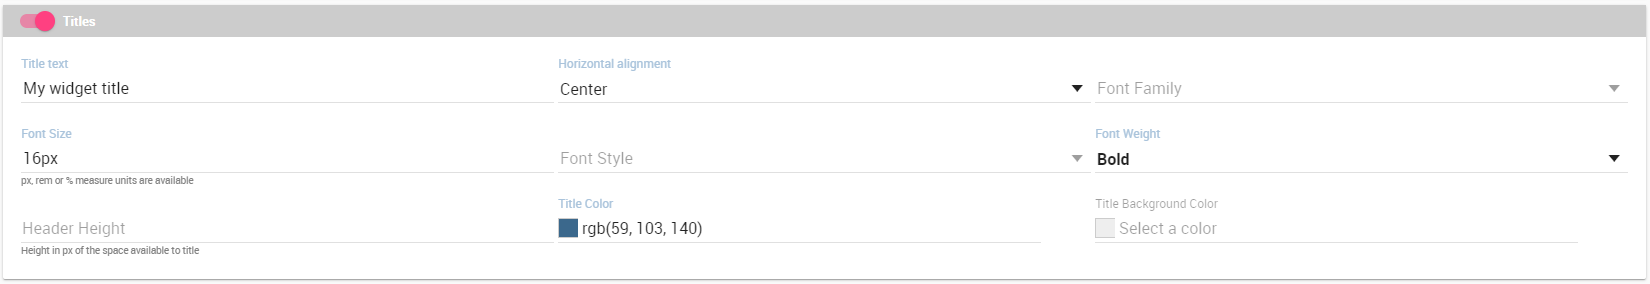 Titles
Title text
Horizontal alignment
My widget title
Center
Font Family
Font Size
Font Weight
16px
Font Style
Bold
px, rem or % measure units are available
Title Color
Title Background Color
Header Height
rgb(59, 103, 140)
Select a color
Height in px of the space available to title